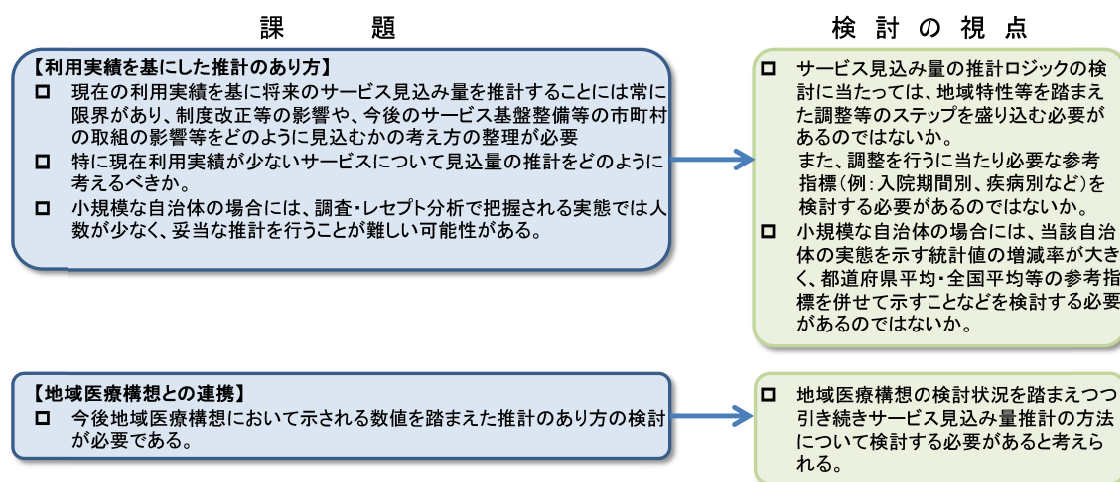 課題
【利用実績を基にした推計のあり方】
□ 現在の利用実績を基に将来のサービス見込み量を推計することには常に
限界があり、制度改正等の影響や、今後のサービス基盤整備等の市町村
の取組の影響等をどのように見込むかの考え方の整理が必要
□ 特に現在利用実績が少ないサービスについて見込量の推計をどのように
考えるべきか。
□ 小規模な自治体の場合には、調査・レセプト分析で把握される実態では人
数が少なく、妥当な推計を行うことが難しい可能性がある。
検討の視点
□ サービス見込み量の推計ロジックの検
討に当たっては、地域特性等を踏まえ
た調整等のステップを盛り込む必要が
あるのではないか。
また、調整を行うに当たり必要な参考
指標(例:入院期間別、疾病別など)を
検討する必要があるのではないか。
□ 小規模な自治体の場合には、当該自治
体の実態を示す統計値の増減率が大き
く、都道府県平均・全国平均等の参考指
標を併せて示すことなどを検討する必要
があるのではないか。
【地域医療構想との連携】
□ 今後地域医療構想において示される数値を踏まえた推計のあり方の検討
が必要である。
□ 地域医療構想の検討状況を踏まえつつ
引き続きサービス見込み量推計の方法
について検討する必要があると考えら
れる。